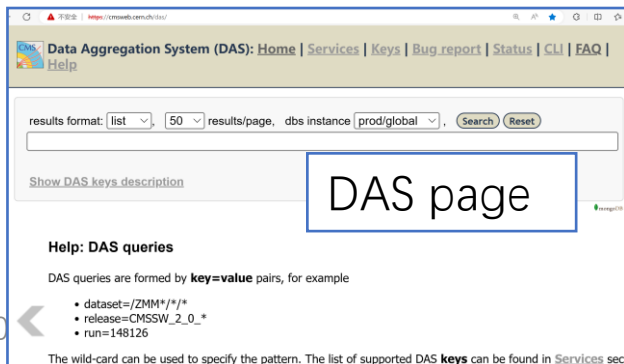 不安全 | https://cmsweb.cern.ch/das/
CMS Data Aggregation System (DAS): Home | Services | Keys | Bug report | Status | CLI | FAQ |
Help
results format: list , 50 results/page, dbs instance prod/global , Search Reset
Show DAS keys description
DAS page
mongoDB
Help: DAS queries
DAS queries are formed by key=value pairs, for example
• dataset=/ZMM*/*/*
• release=CMSSW_2_0_*
• run=148126
The wild-card can be used to specify the pattern. The list of supported DAS keys can be found in Services sec